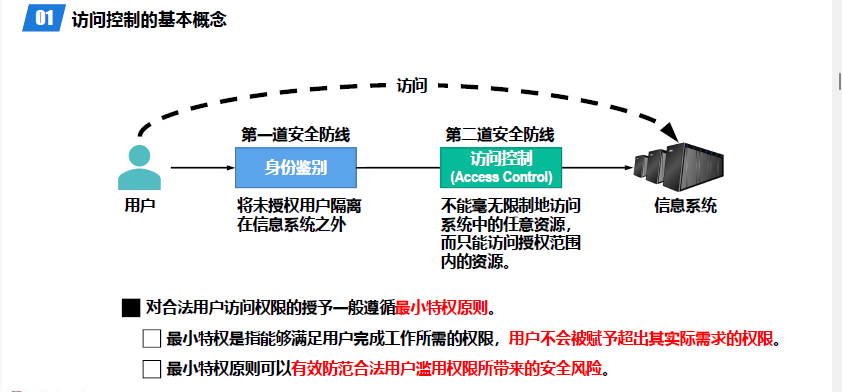 01 访问控制的基本概念
访问
第一道安全防线
第二道安全防线
身份鉴别
访问控制
(Access Control)
用户
将未授权用户隔离
在信息系统之外
不能毫无限制地访问
系统中的任意资源，
而只能访问授权范围
内的资源。
信息系统
对合法用户访问权限的授予一般遵循最小特权原则。
最小特权是指能够满足用户完成工作所需的权限，用户不会被赋予超出其实际需求的权限。
最小特权原则可以有效防范合法用户滥用权限所带来的安全风险。